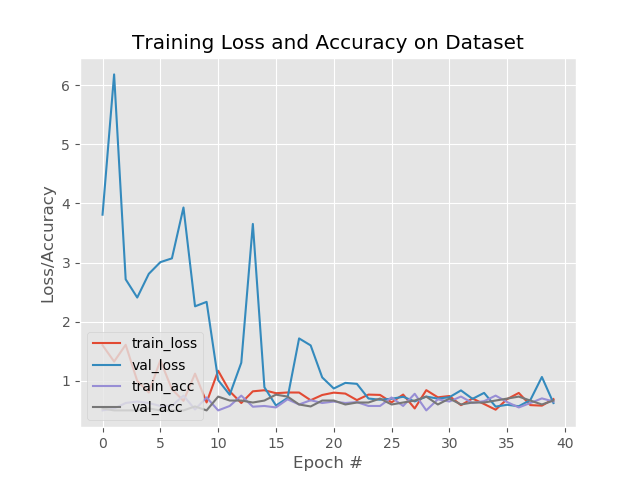 Training Loss and Accuracy on Dataset
Loss/Accuracy
6
5
4
3
2
1
train_loss
val_loss
train_acc
val_acc
0 5 10 15 20 25 30 35 40
Epoch #